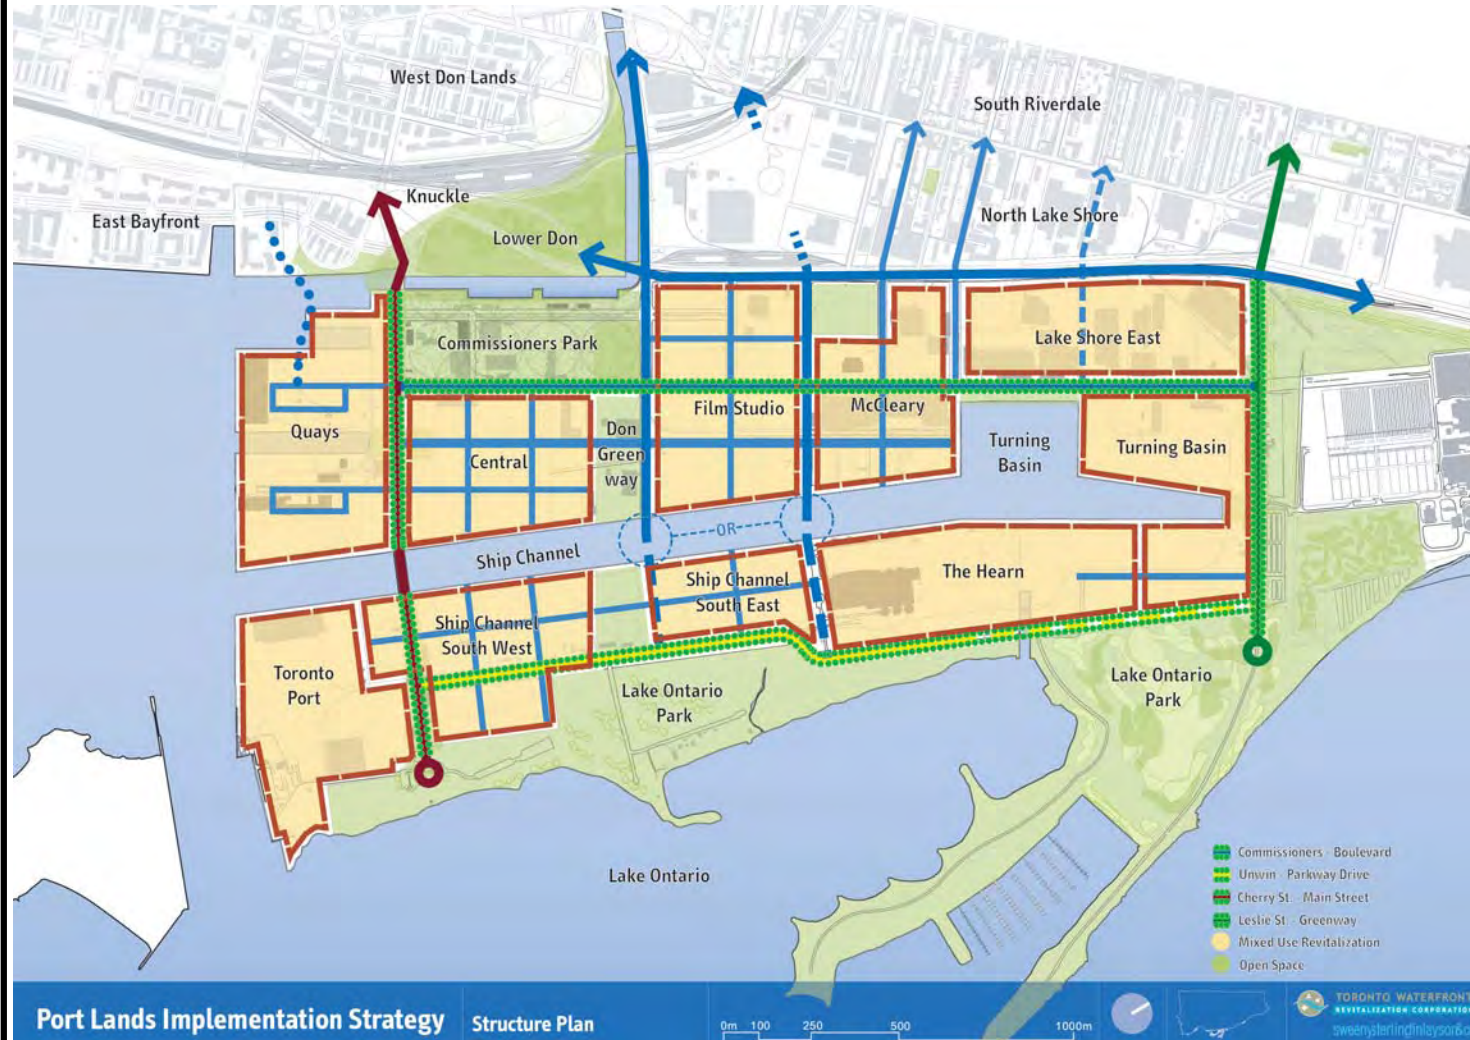 West Don Lands
South Riverdale
Knuckle
East Bayfront
North Lake Shore
Lower Don
Commissioners Park
Lake Shore East
Film Studio
McCleary
Quays
Don
Green
way
Central
Turning
Basin
Turning Basin
OR
Ship Channel
Ship Channel
South East
The Hearn
Ship Channel
South West
Toronto
Port
Lake Ontario
Park
Lake Ontario
Park
Lake Ontario
Commissioners - Boulevard
Unwin - Parkway Drive
Cherry St. - Main Street
Leslie St. - Greenway
Mixed Use Revitalization
Open Space
Port Lands Implementation Strategy
Structure Plan
0m 100 250 500 1000m
TORONTO WATERFRONT
REVITALIZATION CORPORATION
sweenysterlingfinlayson&c